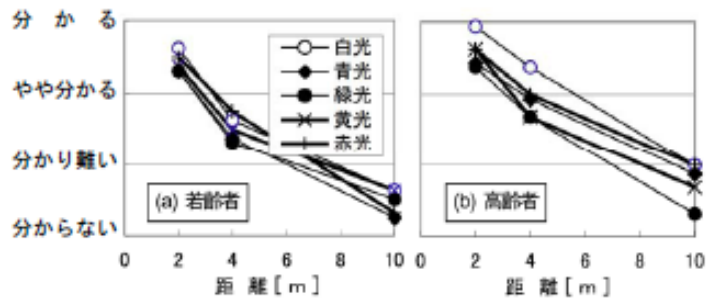 分かる
やや分かる
分かり難い
分からない
白光
青光
緑光
黄光
赤光
(a) 若齢者
(b) 高齢者
0 2 4 6 8 10
0 2 4 6 8 10
距離[m]
距離[m]